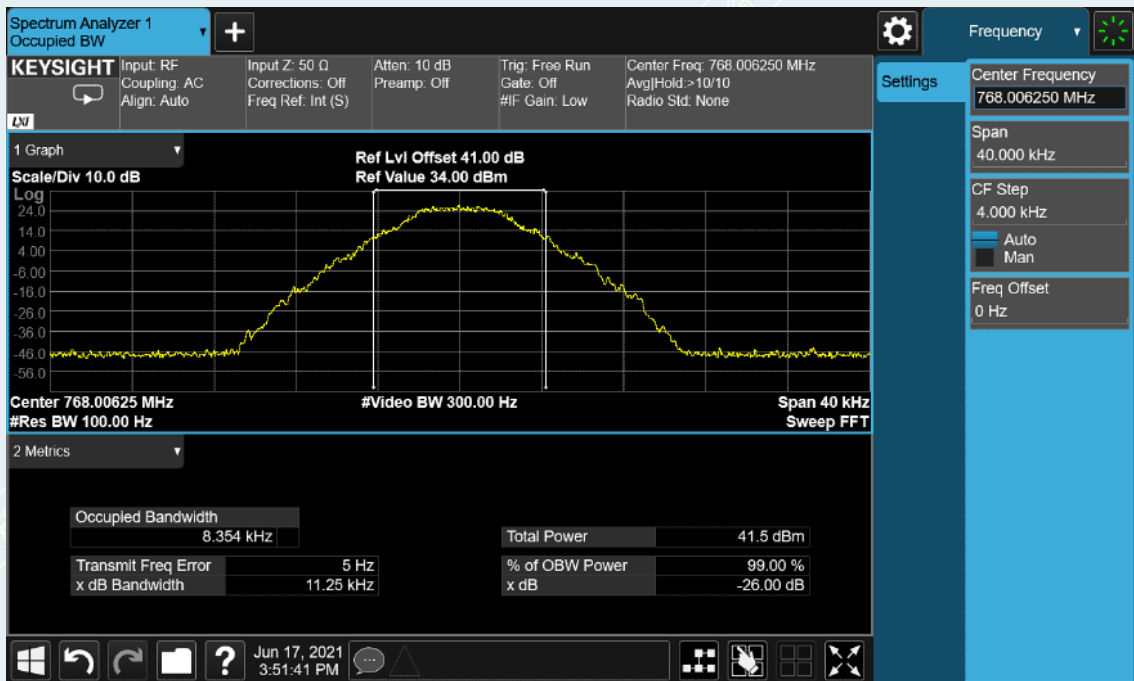 Spectrum Analyzer 1
Occupied BW
+
Frequency
KEYSIGHT
LXI
Input: RF
Coupling: AC
Align: Auto
Input Z: 50 Ω
Corrections: Off
Freq Ref: Int (S)
Atten: 10 dB
Preamp: Off
Trig: Free Run
Gate: Off
#IF Gain: Low
Center Freq: 768.006250 MHz
Avg|Hold:>10/10
Radio Std: None
Settings
Center Frequency
768.006250 MHz
Span
40.000 kHz
CF Step
4.000 kHz
Auto
Man
Freq Offset
0 Hz
1 Graph
Scale/Div 10.0 dB
Ref Lvl Offset 41.00 dB
Ref Value 34.00 dBm
Log
24.0
14.0
4.00
-6.00
-16.0
-26.0
-36.0
-46.0
-56.0
Center 768.00625 MHz
#Video BW 300.00 Hz
Span 40 kHz
#Res BW 100.00 Hz
Sweep FFT
2 Metrics
Occupied Bandwidth
8.354 kHz
Total Power 41.5 dBm
Transmit Freq Error 5 Hz
% of OBW Power 99.00 %
x dB Bandwidth 11.25 kHz
x dB -26.00 dB
?
Jun 17, 2021
3:51:41 PM